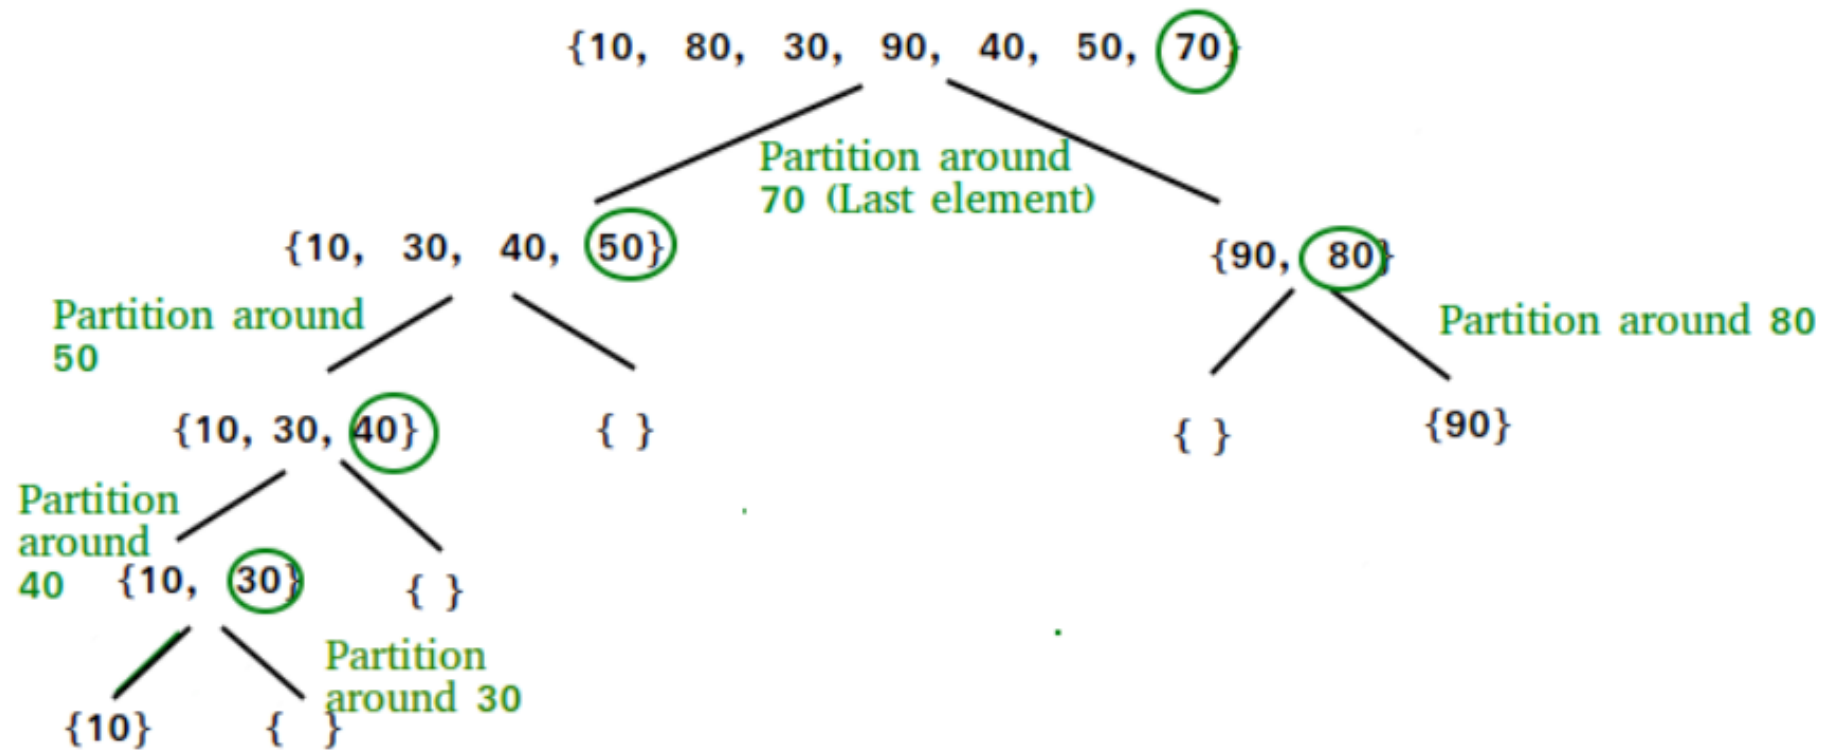 {10, 80, 30, 90, 40, 50, 70}
Partition around
70 (Last element)
{10, 30, 40, 50}
{90, 80}
Partition around
50
Partition around 80
{10, 30, 40}
{ }
{ }
{90}
Partition
around
40
{10, 30}
{ }
Partition
around 30
{10}
{ }